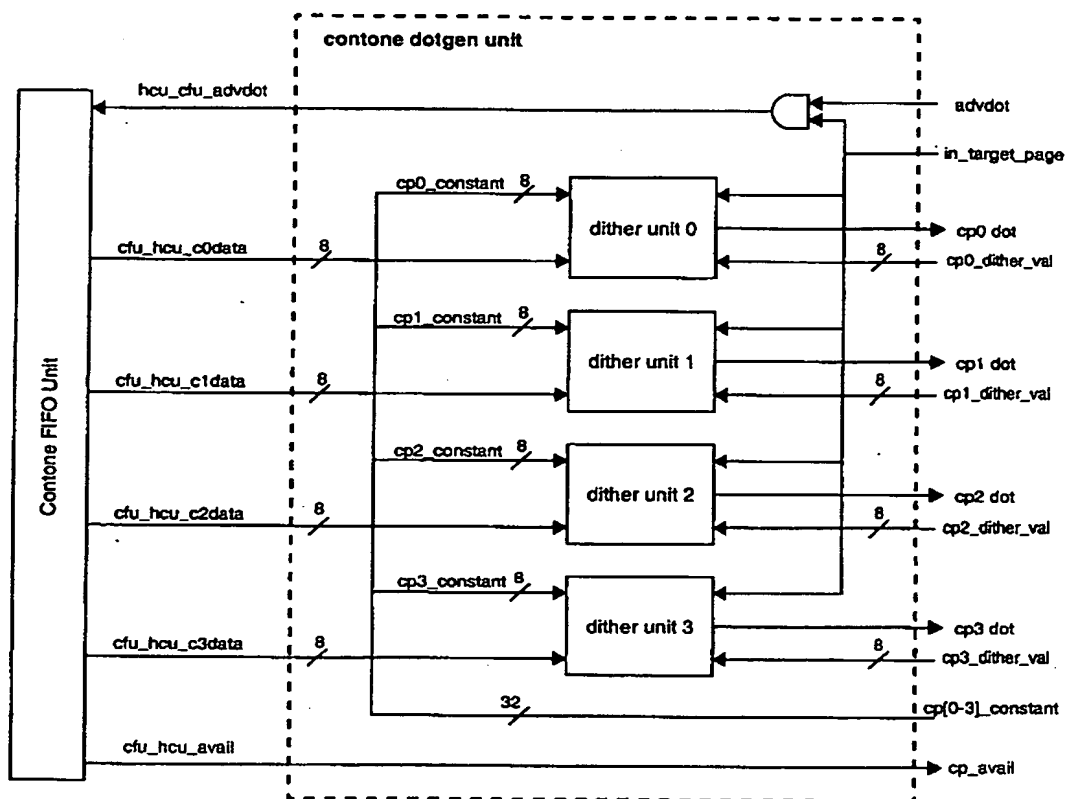 contone dotgen unit
hcu_cfu_advdot
advdot
in_target_page
cp0_constant
8
dither unit 0
cp0 dot
cfu_hcu_c0data
8
8
cp0_dither_val
cp1_constant
8
dither unit 1
cp1 dot
cfu_hcu_c1data
8
8
cp1_dither_val
Contone FIFO Unit
cp2_constant
8
dither unit 2
cp2 dot
cfu_hcu_c2data
8
8
cp2_dither_val
cp3_constant
8
dither unit 3
cp3 dot
cfu_hcu_c3data
8
8
cp3_dither_val
32
cp[0-3]_constant
cfu_hcu_avail
cp_avail